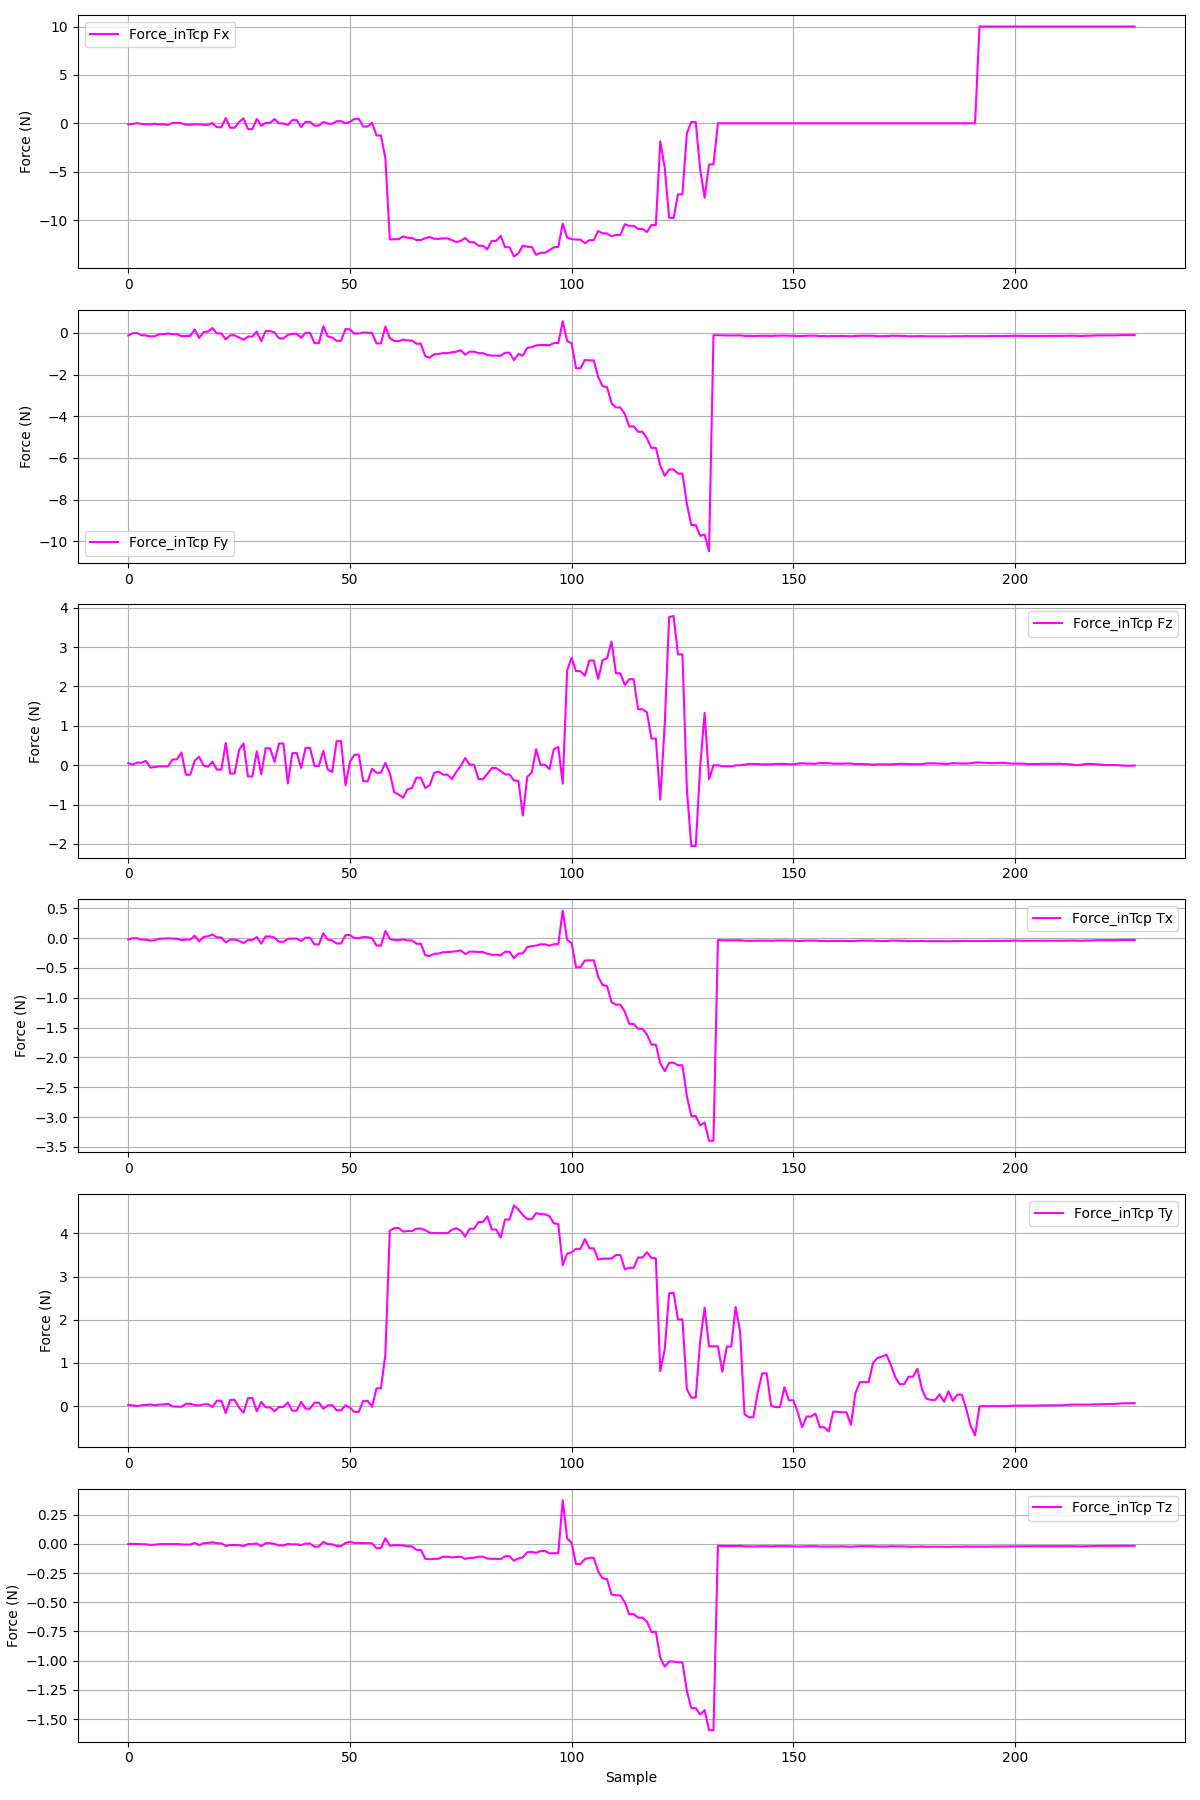 Force_inTcp Fx
Force (N)
10
5
0
−5
−10
0 50 100 150 200
Force_inTcp Fy
Force (N)
0
−2
−4
−6
−8
−10
0 50 100 150 200
Force_inTcp Fz
Force (N)
4
3
2
1
0
−1
−2
0 50 100 150 200
Force_inTcp Tx
Force (N)
0.5
0.0
−0.5
−1.0
−1.5
−2.0
−2.5
−3.0
−3.5
0 50 100 150 200
Force_inTcp Ty
Force (N)
4
3
2
1
0
0 50 100 150 200
Force_inTcp Tz
Force (N)
0.25
0.00
−0.25
−0.50
−0.75
−1.00
−1.25
−1.50
0 50 100 150 200
Sample